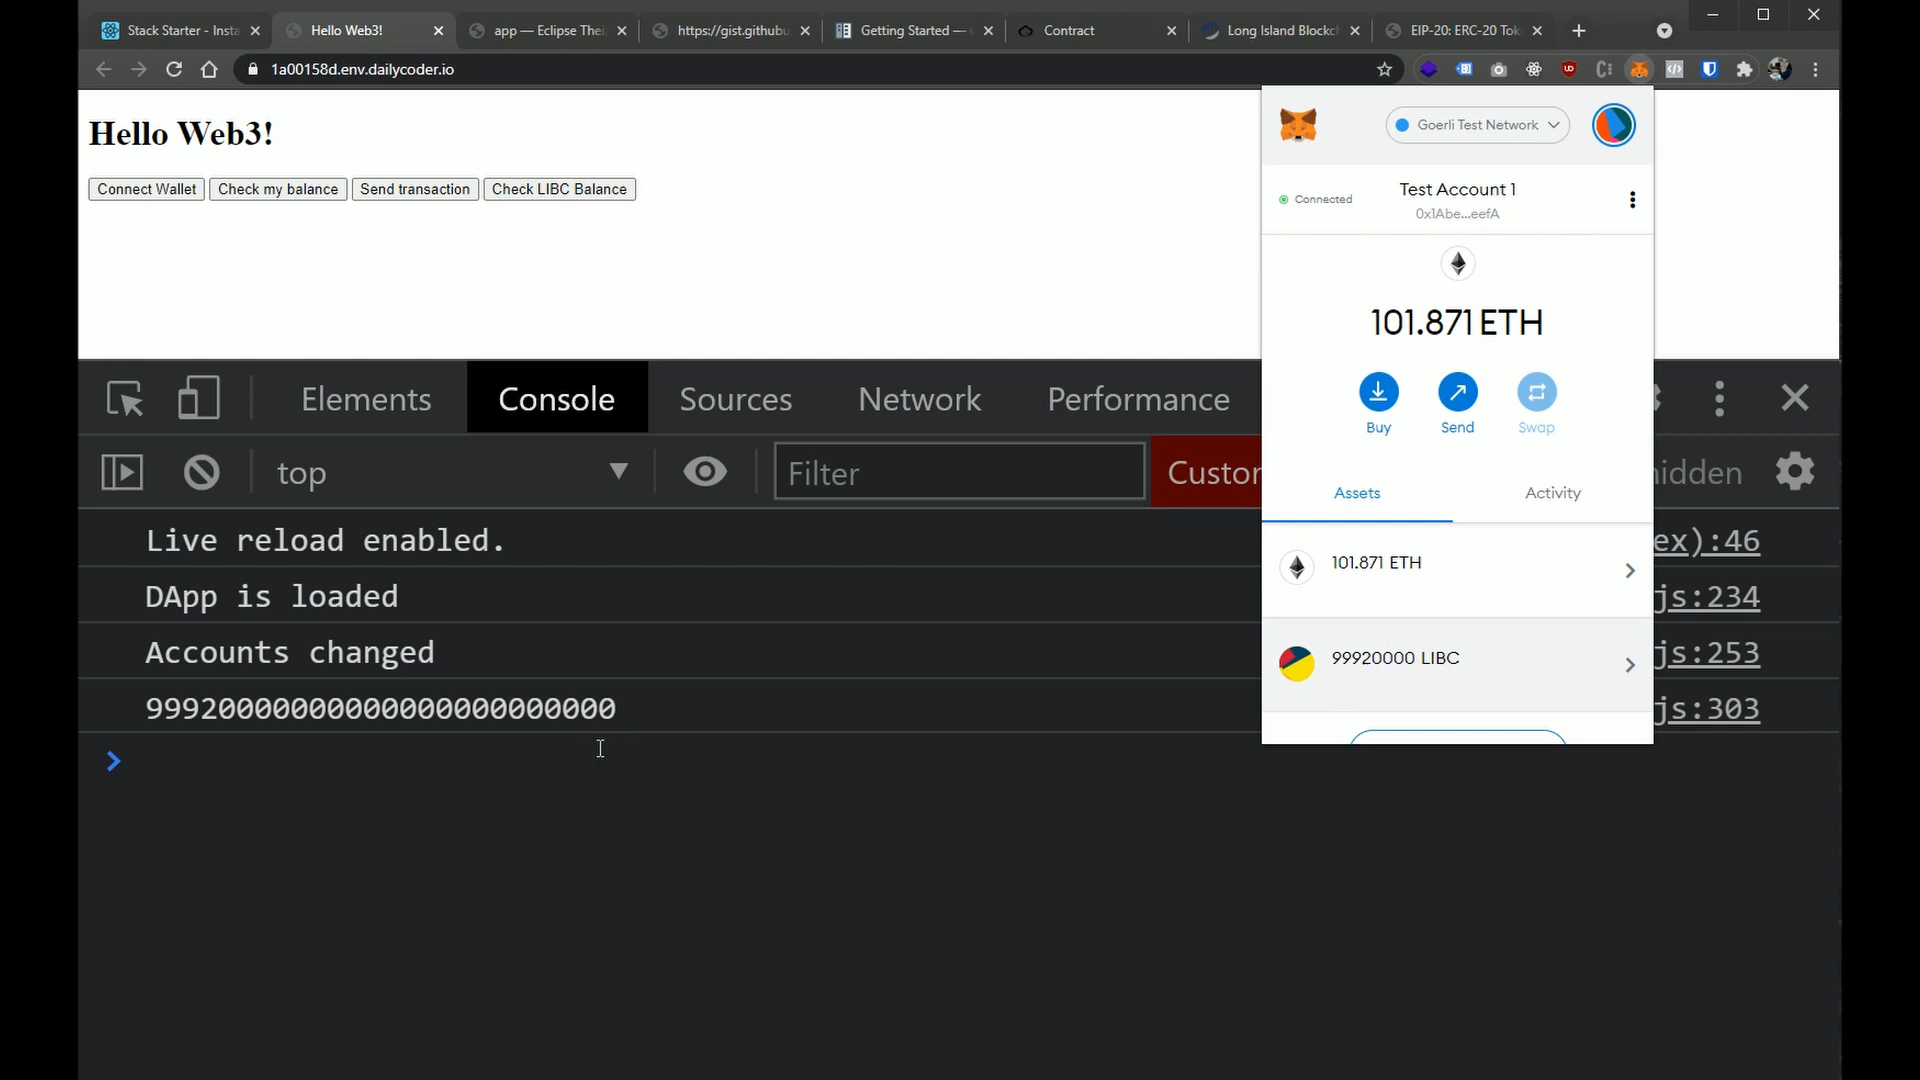 Stack Starter - Insta
Hello Web3!
app — Eclipse Thei
https://gist.githubu
Getting Started —
Contract
Long Island Blockch
EIP-20: ERC-20 Tok
1a00158d.env.dailycoder.io
Hello Web3!
Connect Wallet
Check my balance
Send transaction
Check LIBC Balance
Goerli Test Network
Connected
Test Account 1
0x1Abe...eefA
101.871 ETH
Buy
Send
Swap
Assets
Activity
101.871 ETH
99920000 LIBC
Elements
Console
Sources
Network
Performance
top
Filter
Custom
hidden
Live reload enabled.
ex):46
DApp is loaded
js:234
Accounts changed
js:253
99920000000000000000000000
js:303